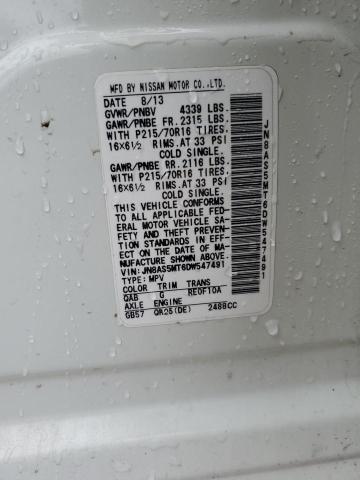 MFD BY NISSAN MOTOR CO.,LTD.
DATE 8/13
GVWR/PNBV 4339 LBS.
GAWR/PNBE FR. 2315 LBS.
WITH P215/70R16 TIRES.
16X6½ RIMS.AT 33 PSI
COLD SINGLE.
GAWR/PNBE RR. 2116 LBS.
WITH P215/70R16 TIRES.
16X6½ RIMS.AT 33 PSI
COLD SINGLE.
THIS VEHICLE CONFORMS
TO ALL APPLICABLE FED-
ERAL MOTOR VEHICLE SA-
FETY AND THEFT PREVEN-
TION STANDARDS IN EFF-
ECT ON THE DATE OF MA-
NUFACTURE SHOWN ABOVE.
VIN:JN8AS5MT6DW547491
TYPE: MPV
COLOR TRIM TRANS
QAB G RE0F10A
AXLE ENGINE
GB57 QR25(DE) 2488CC
JN8AS5MT6DW547491